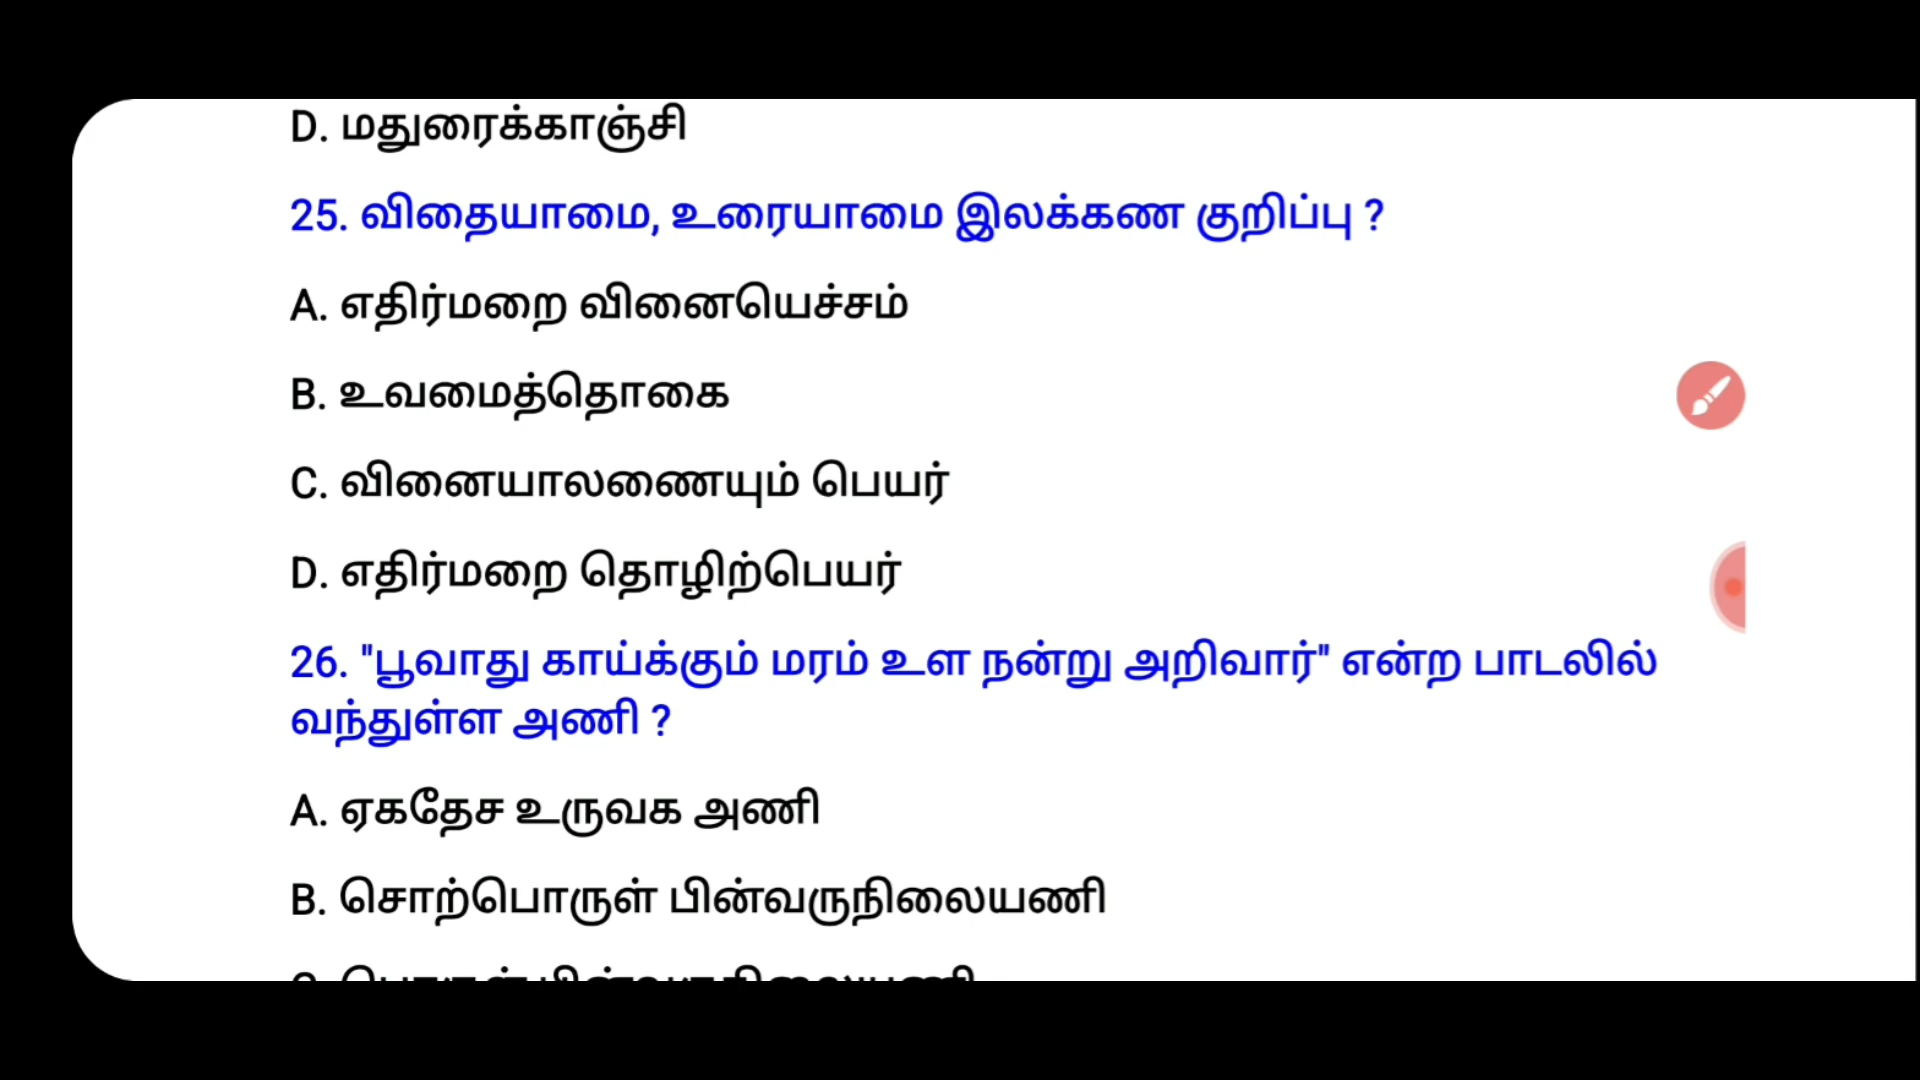 D. மதுரைக்காஞ்சி
25. விதையாமை, உரையாமை இலக்கண குறிப்பு ?
A. எதிர்மறை வினையெச்சம்
B. உவமைத்தொகை
C. வினையாலணையும் பெயர்
D. எதிர்மறை தொழிற்பெயர்
26. "பூவாது காய்க்கும் மரம் உள நன்று அறிவார்" என்ற பாடலில்
வந்துள்ள அணி ?
A. ஏகதேச உருவக அணி
B. சொற்பொருள் பின்வருநிலையணி